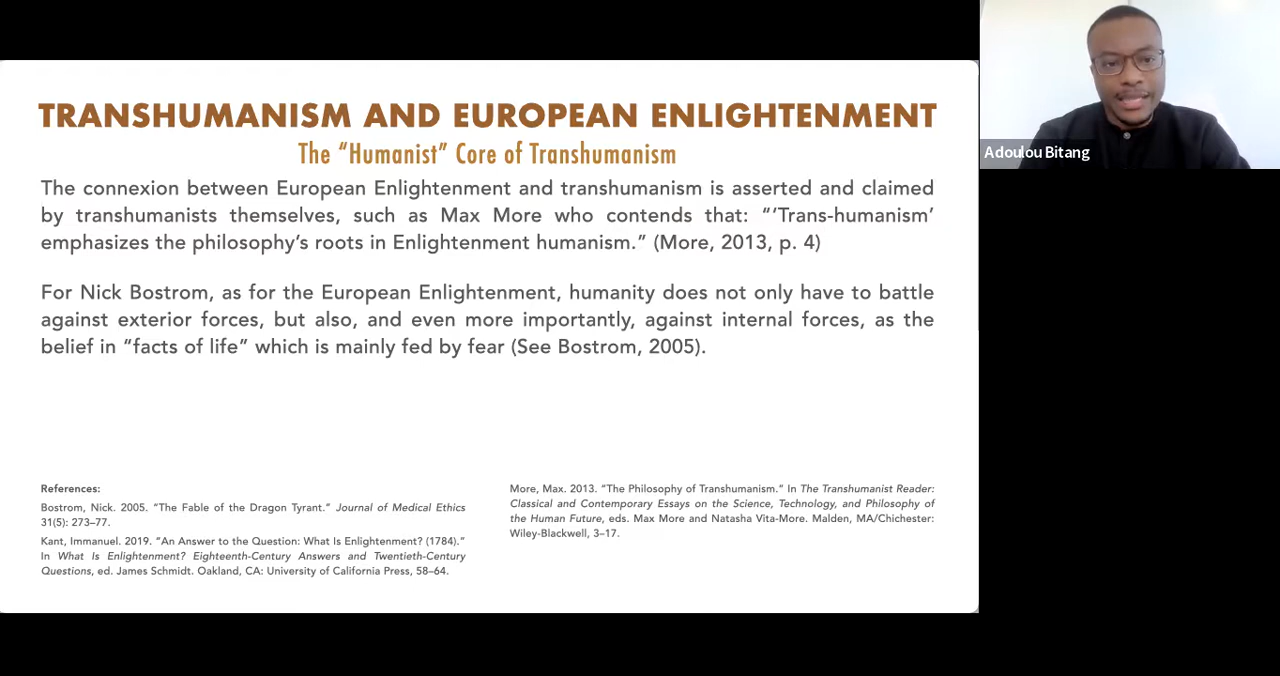 TRANSHUMANISM AND EUROPEAN ENLIGHTENMENT
The “Humanist” Core of Transhumanism
The connexion between European Enlightenment and transhumanism is asserted and claimed
by transhumanists themselves, such as Max More who contends that: “‘Trans-humanism’
emphasizes the philosophy’s roots in Enlightenment humanism.” (More, 2013, p. 4)
For Nick Bostrom, as for the European Enlightenment, humanity does not only have to battle
against exterior forces, but also, and even more importantly, against internal forces, as the
belief in “facts of life” which is mainly fed by fear (See Bostrom, 2005).
References:
Bostrom, Nick. 2005. “The Fable of the Dragon Tyrant.” Journal of Medical Ethics
31(5): 273–77.
Kant, Immanuel. 2019. “An Answer to the Question: What Is Enlightenment? (1784).”
In What Is Enlightenment? Eighteenth-Century Answers and Twentieth-Century
Questions, ed. James Schmidt. Oakland, CA: University of California Press, 58–64.
More, Max. 2013. “The Philosophy of Transhumanism.” In The Transhumanist Reader:
Classical and Contemporary Essays on the Science, Technology, and Philosophy of
the Human Future, eds. Max More and Natasha Vita-More. Malden, MA/Chichester:
Wiley-Blackwell, 3–17.
Adoulou Bitang